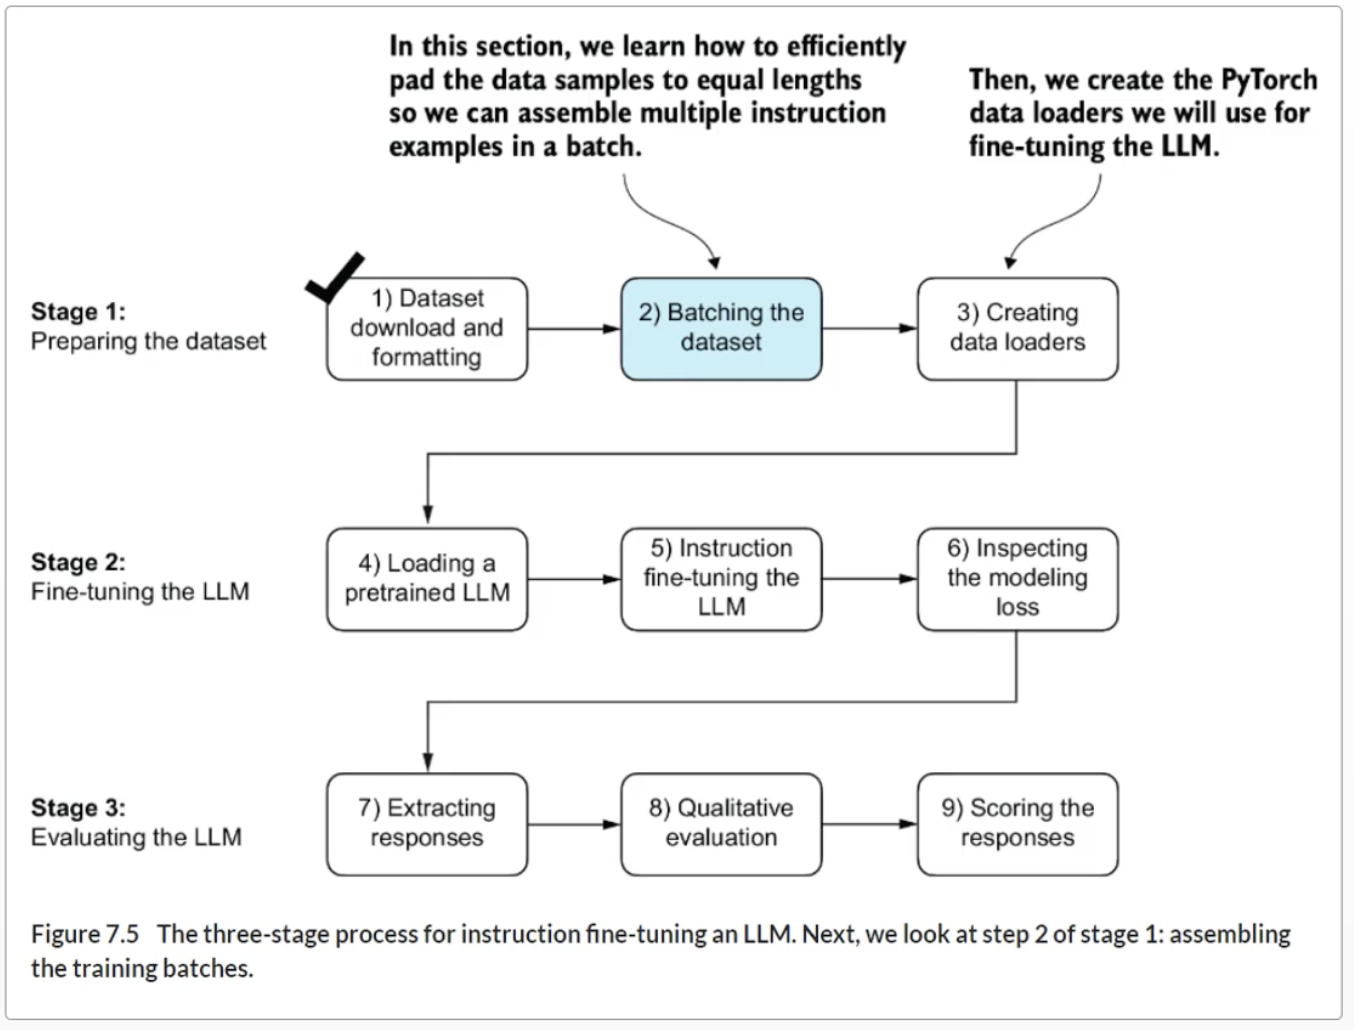 In this section, we learn how to efficiently
pad the data samples to equal lengths
so we can assemble multiple instruction
examples in a batch.
Then, we create the PyTorch
data loaders we will use for
fine-tuning the LLM.
Stage 1:
Preparing the dataset
1) Dataset
download and
formatting
2) Batching the
dataset
3) Creating
data loaders
Stage 2:
Fine-tuning the LLM
4) Loading a
pretrained LLM
5) Instruction
fine-tuning the
LLM
6) Inspecting
the modeling
loss
Stage 3:
Evaluating the LLM
7) Extracting
responses
8) Qualitative
evaluation
9) Scoring the
responses
Figure 7.5 The three-stage process for instruction fine-tuning an LLM. Next, we look at step 2 of stage 1: assembling
the training batches.